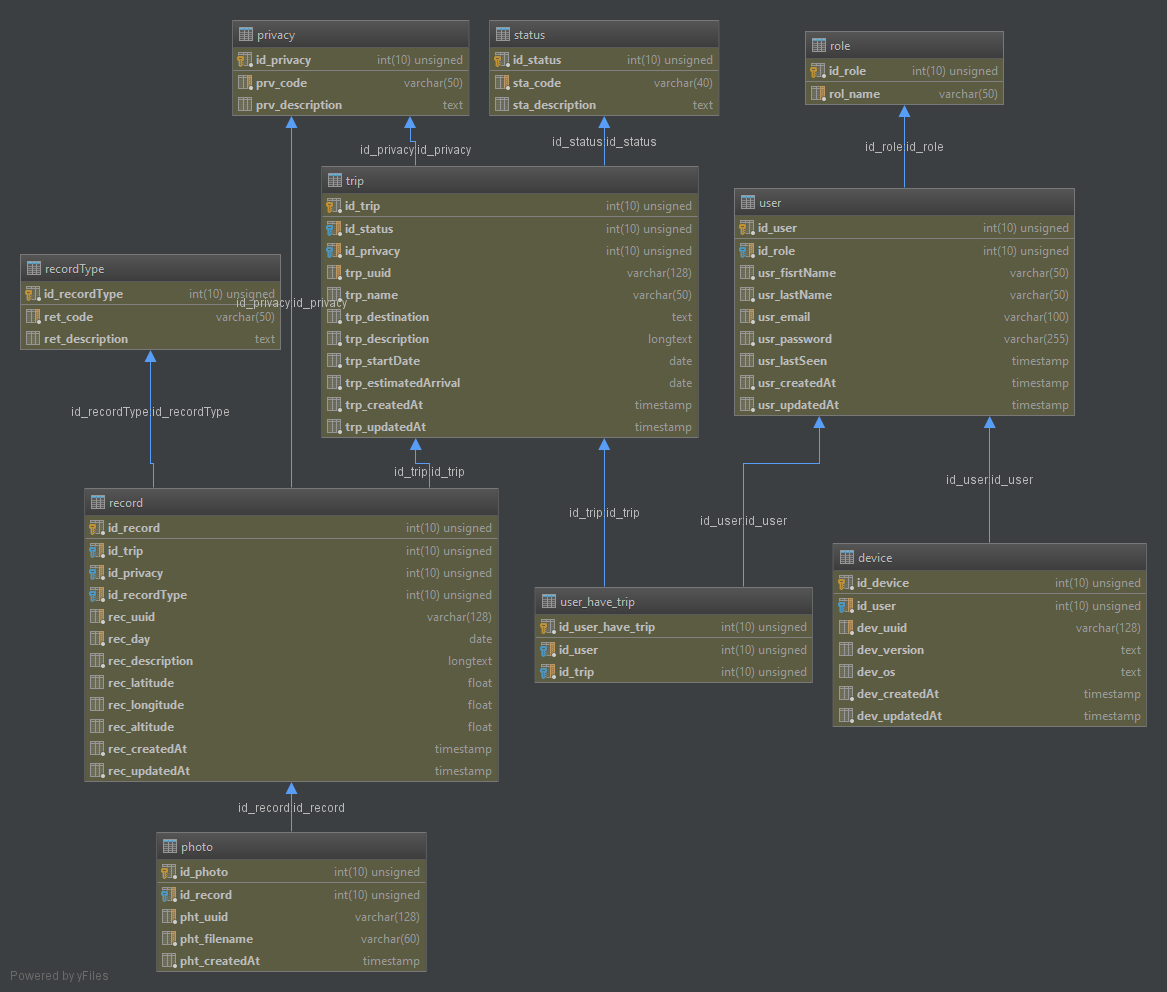 privacy
id_privacy int(10) unsigned
prv_code varchar(50)
prv_description text
status
id_status int(10) unsigned
sta_code varchar(40)
sta_description text
role
id_role int(10) unsigned
rol_name varchar(50)
id_privacy:id_privacy
id_status:id_status
id_role:id_role
trip
id_trip int(10) unsigned
id_status int(10) unsigned
id_privacy int(10) unsigned
trp_uuid varchar(128)
trp_name varchar(50)
trp_destination text
trp_description longtext
trp_startDate date
trp_estimatedArrival date
trp_createdAt timestamp
trp_updatedAt timestamp
user
id_user int(10) unsigned
id_role int(10) unsigned
usr_fisrtName varchar(50)
usr_lastName varchar(50)
usr_email varchar(100)
usr_password varchar(255)
usr_lastSeen timestamp
usr_createdAt timestamp
usr_updatedAt timestamp
recordType
id_recordType int(10) unsigned
ret_code varchar(50)
ret_description text
id_privacy:id_privacy
id_recordType:id_recordType
id_trip:id_trip
id_trip:id_trip
id_user:id_user
id_user:id_user
record
id_record int(10) unsigned
id_trip int(10) unsigned
id_privacy int(10) unsigned
id_recordType int(10) unsigned
rec_uuid varchar(128)
rec_day date
rec_description longtext
rec_latitude float
rec_longitude float
rec_altitude float
rec_createdAt timestamp
rec_updatedAt timestamp
user_have_trip
id_user_have_trip int(10) unsigned
id_user int(10) unsigned
id_trip int(10) unsigned
device
id_device int(10) unsigned
id_user int(10) unsigned
dev_uuid varchar(128)
dev_version text
dev_os text
dev_createdAt timestamp
dev_updatedAt timestamp
id_record:id_record
photo
id_photo int(10) unsigned
id_record int(10) unsigned
pht_uuid varchar(128)
pht_filename varchar(60)
pht_createdAt timestamp
Powered by yFiles